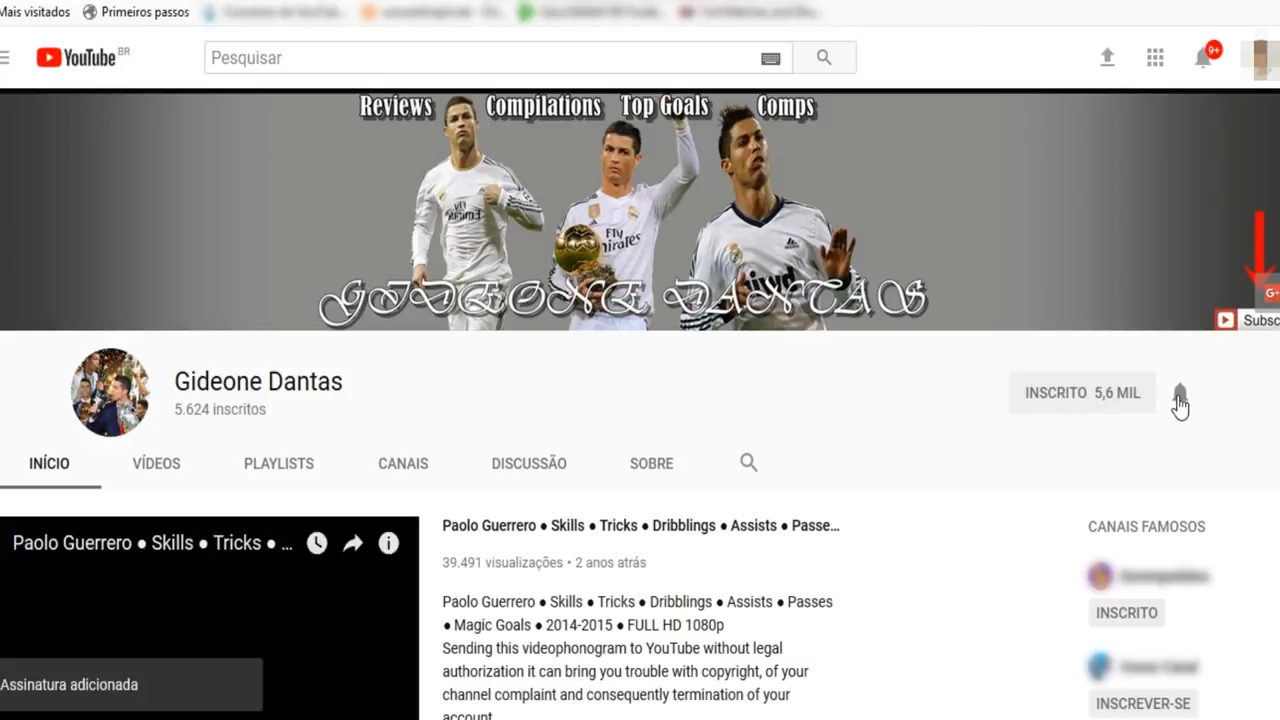 Mais visitados
Primeiros passos
YouTube BR
Pesquisar
9+
Reviews
Compilations
Top Goals
Comps
Fly
Emirates
GIDEONE DANTAS
G+
Subsc
Gideone Dantas
5.624 inscritos
INSCRITO 5,6 MIL
INÍCIO
VÍDEOS
PLAYLISTS
CANAIS
DISCUSSÃO
SOBRE
Paolo Guerrero ● Skills ● Tricks ● ...
Assinatura adicionada
Paolo Guerrero ● Skills ● Tricks ● Dribblings ● Assists ● Passe...
39.491 visualizações • 2 anos atrás
Paolo Guerrero ● Skills ● Tricks ● Dribblings ● Assists ● Passes
● Magic Goals ● 2014-2015 ● FULL HD 1080p
Sending this videophonogram to YouTube without legal
authorization it can bring you trouble with copyright, of your
channel complaint and consequently termination of your
account
CANAIS FAMOSOS
INSCRITO
INSCREVER-SE